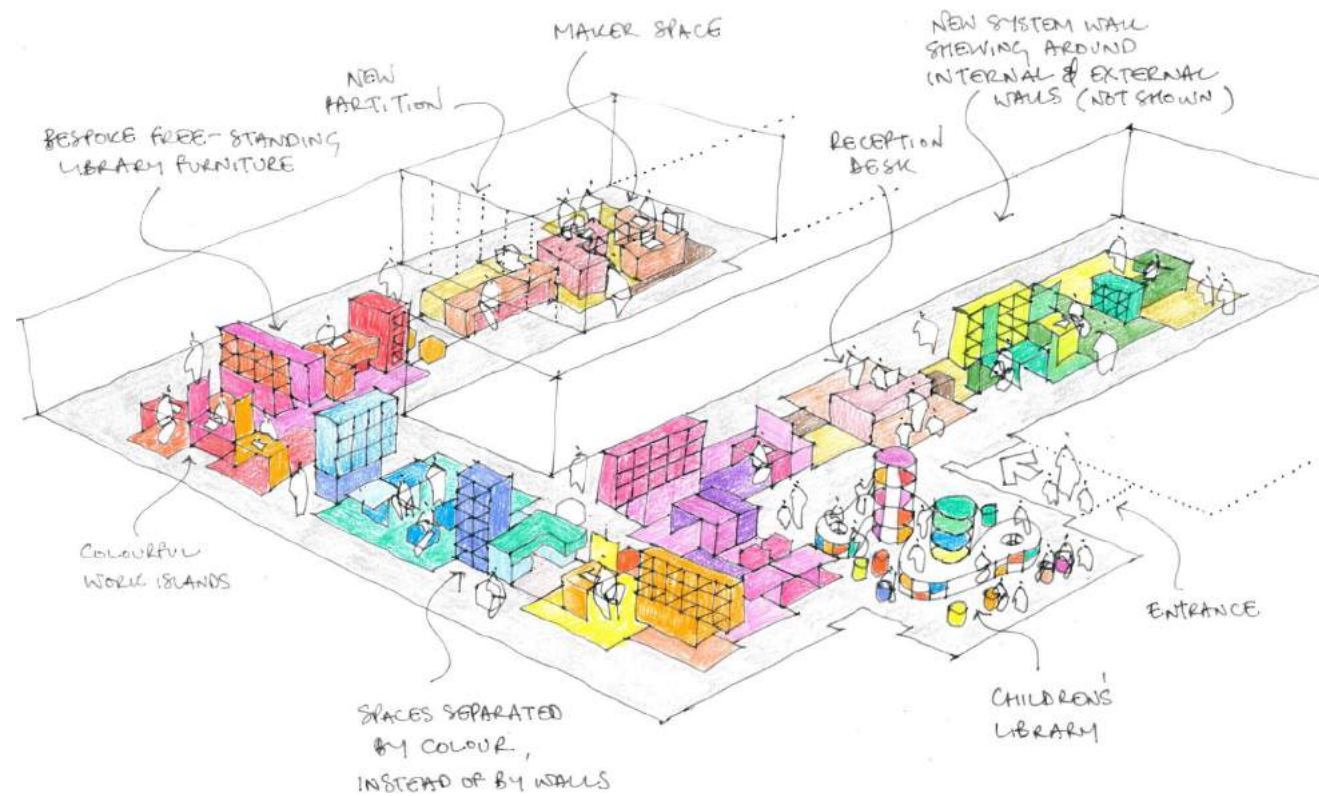 MAKER SPACE
NEW
PARTITION
BESPOKE FREE-STANDING
LIBRARY FURNITURE
NEW SYSTEM WALL
SHEWING AROUND
INTERNAL & EXTERNAL
WALLS (NOT SHOWN)
RECEPTION
DESK
COLOURFUL
WORK ISLANDS
ENTRANCE
SPACES SEPARATED
BY COLOUR,
INSTEAD OF BY WALLS
CHILDREN'S
LIBRARY